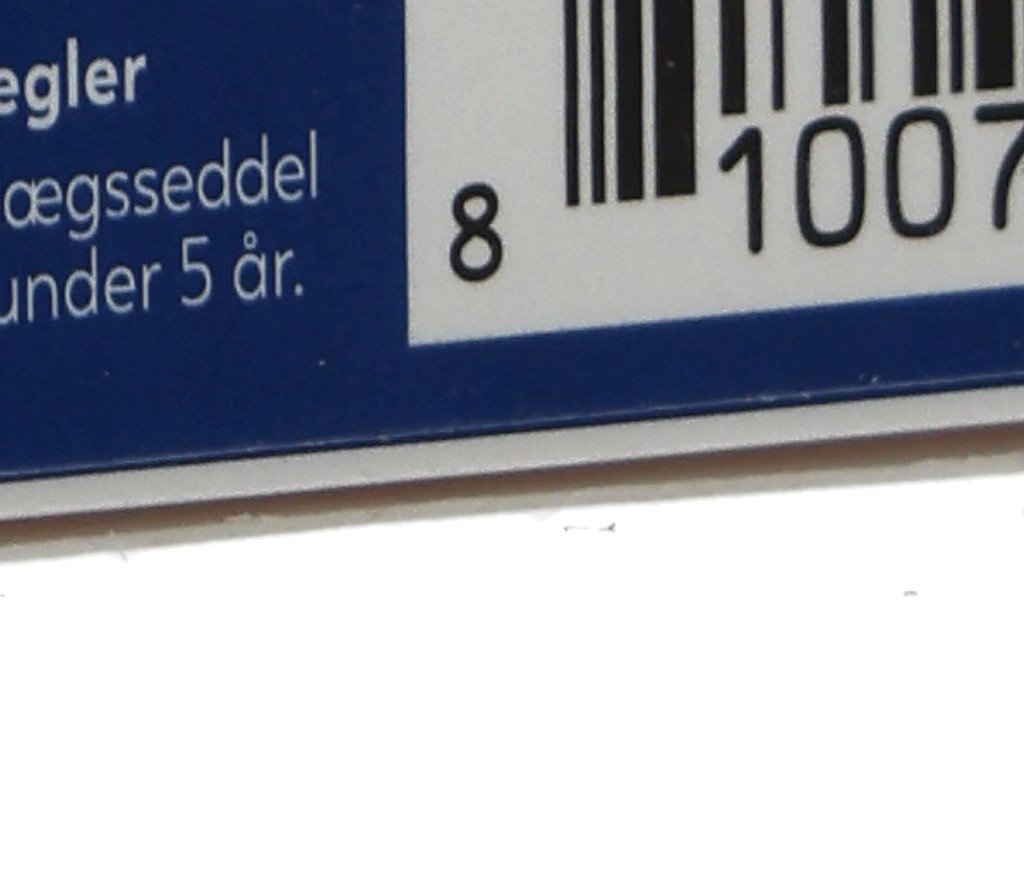 egler
ægsseddel
under 5 år.
8 1007